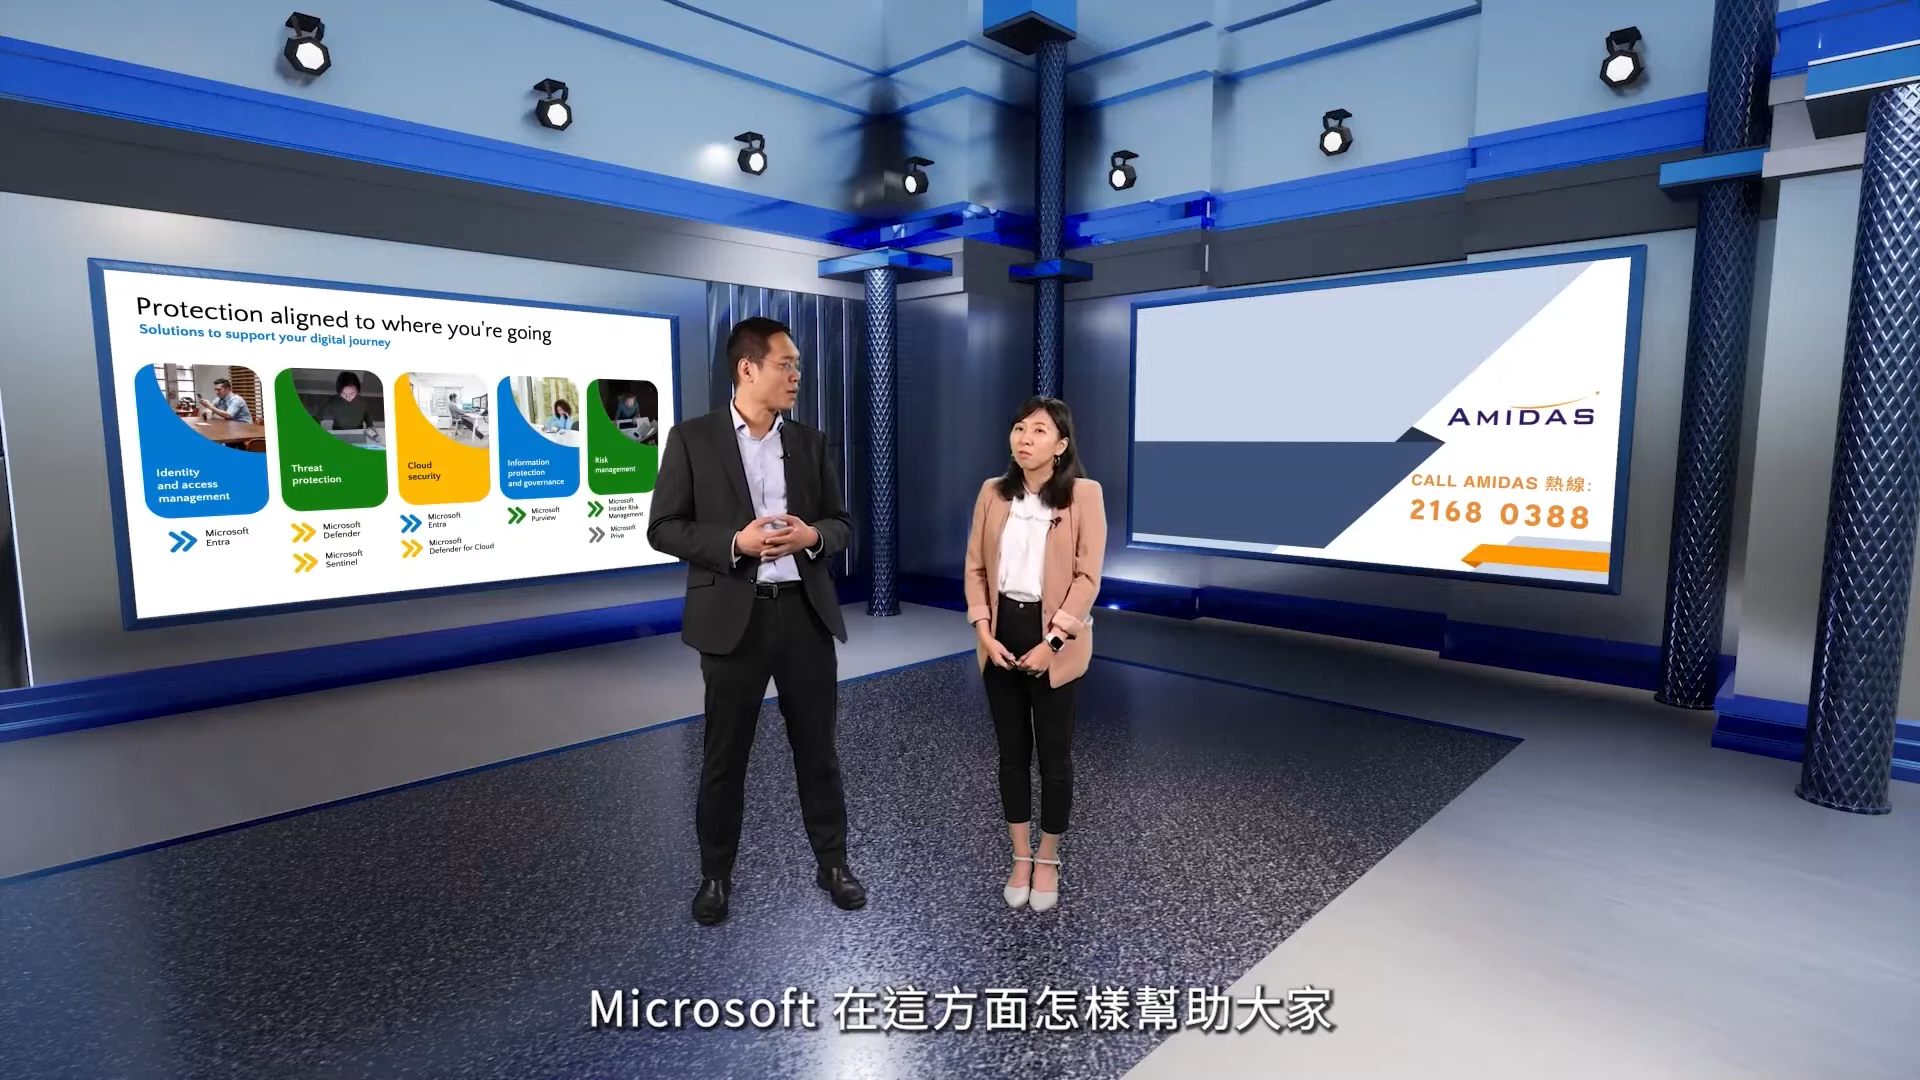 Protection aligned to where you're going
Solutions to support your digital journey
Identity
and access
management
Microsoft
Entra
Threat
protection
Microsoft
Defender
Microsoft
Sentinel
Cloud
security
Microsoft
Entra
Microsoft
Defender for Cloud
Information
protection
and governance
Microsoft
Purview
Risk
management
Microsoft
Insider Risk
Management
Microsoft
Priva
AMIDAS
CALL AMIDAS 熱線:
2168 0388
Microsoft 在這方面怎樣幫助大家